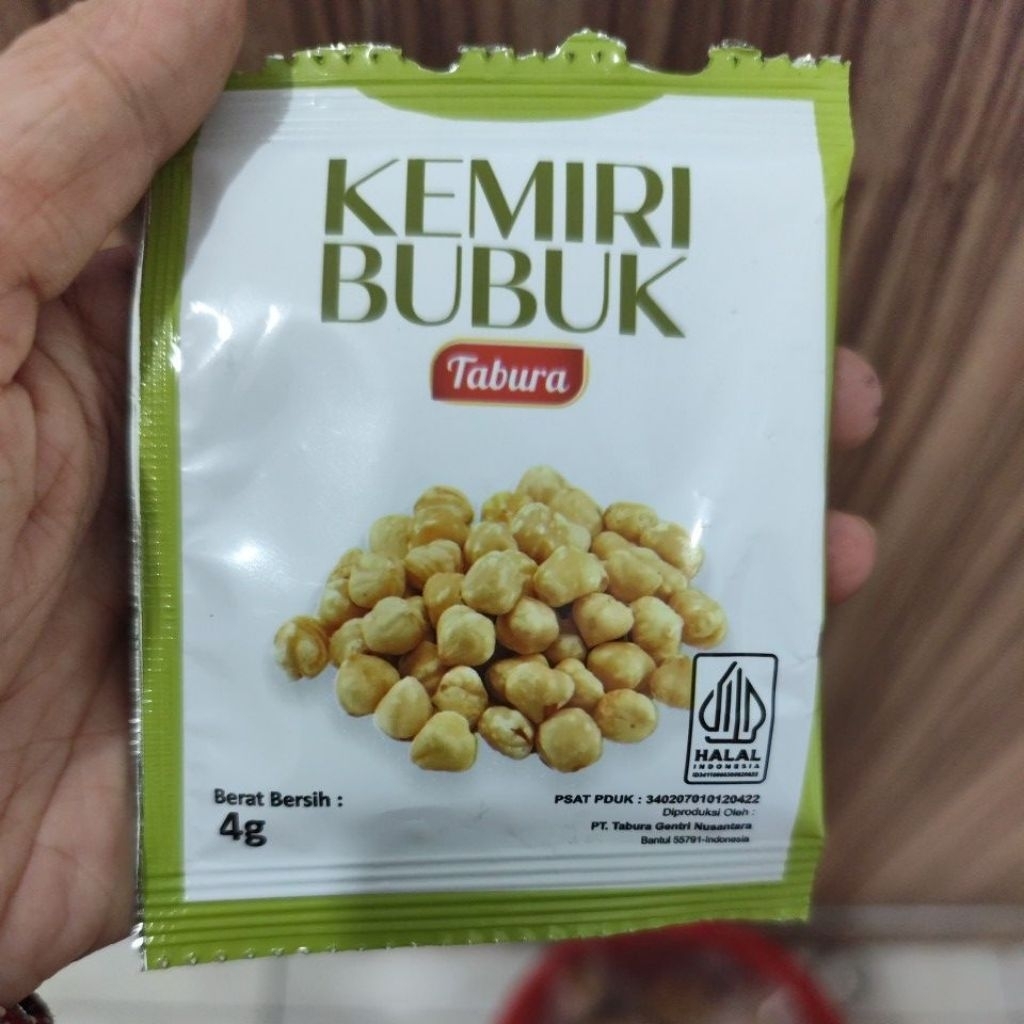 KEMIRI
BUBUK
Tabura
HALAL
INDONESIA
Berat Bersih :
4g
PSAT PDUK : 340207010120422
Diproduksi Oleh :
PT. Tabura Gentri Nusantara
Bantul 55791-Indonesia